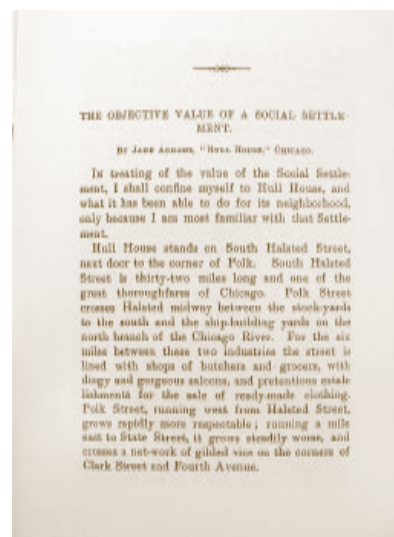 THE OBJECTIVE VALUE OF A SOCIAL SETTLE-
MENT.
BY JANE ADDAMS, "HULL HOUSE," CHICAGO.
In treating of the value of the Social Settle-
ment, I shall confine myself to Hull House, and
what it has been able to do for its neighborhood,
only because I am most familiar with that Settle-
ment.
Hull House stands on South Halsted Street,
next door to the corner of Polk. South Halsted
Street is thirty-two miles long and one of the
great thoroughfares of Chicago. Polk Street
crosses Halsted midway between the stock-yards
to the south and the ship-building yards on the
north branch of the Chicago River. For the six
miles between these two industries the street is
lined with shops of butchers and grocers, with
dingy and gorgeous saloons, and pretentious estab-
lishments for the sale of ready-made clothing.
Polk Street, running west from Halsted Street,
grows rapidly more respectable; running a mile
east to State Street, it grows steadily worse, and
crosses a net-work of gilded vice on the corners of
Clark Street and Fourth Avenue.